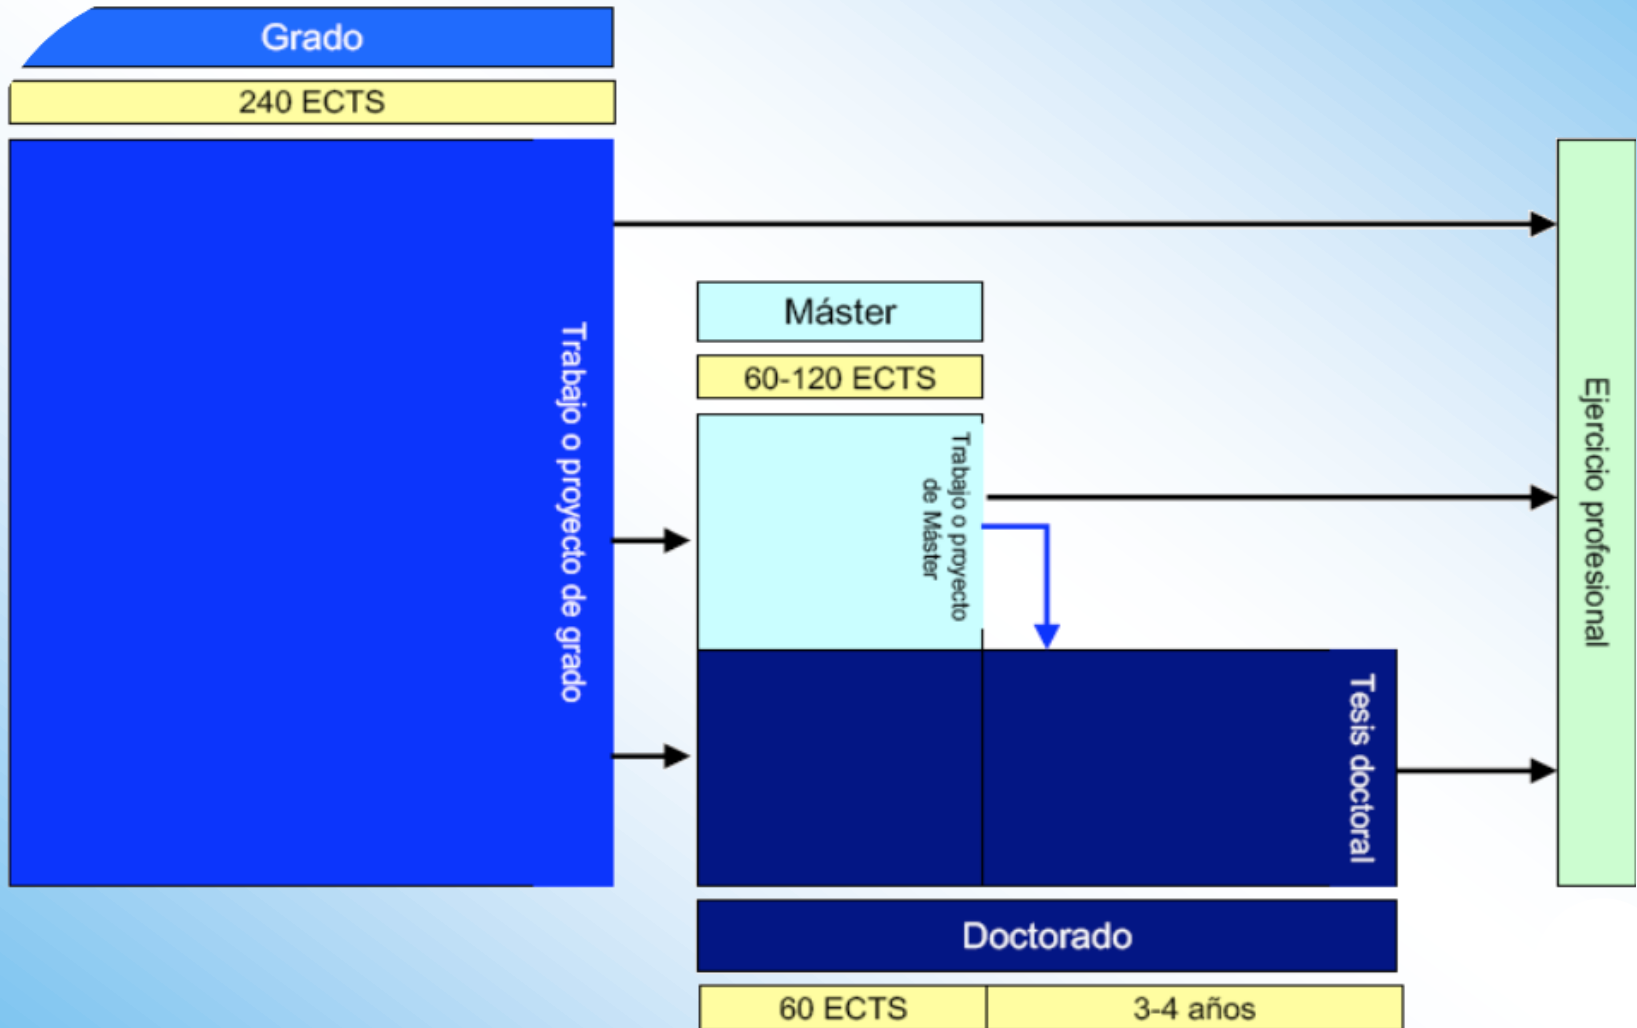 Grado
240 ECTS
Trabajo o proyecto de grado
Máster
60-120 ECTS
Trabajo o proyecto
de Máster
Ejercicio profesional
Tesis doctoral
Doctorado
60 ECTS
3-4 años